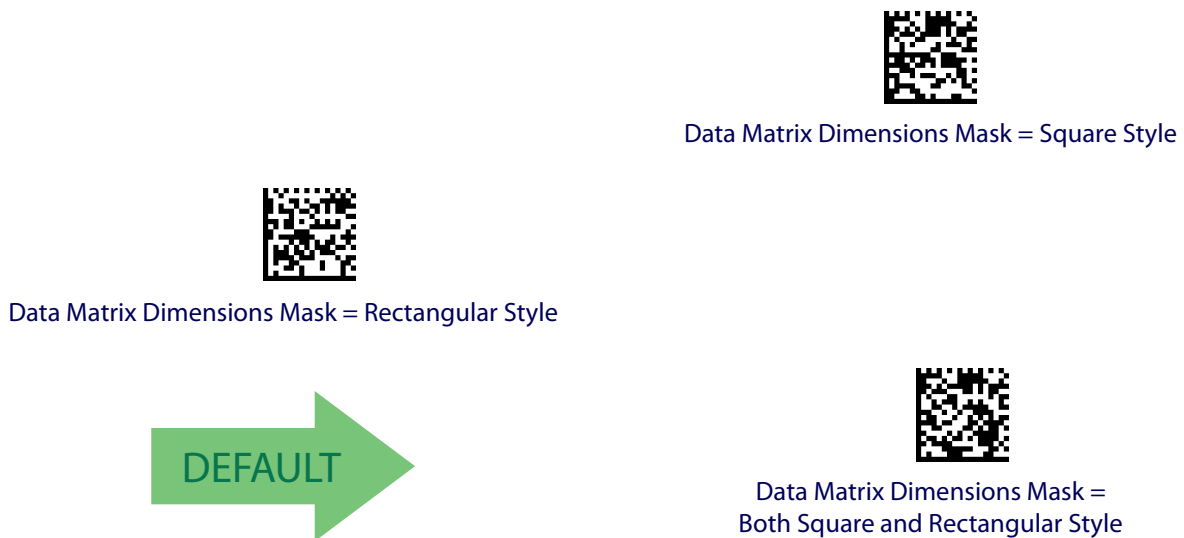 Data Matrix Dimensions Mask = Square Style
Data Matrix Dimensions Mask = Rectangular Style
DEFAULT
Data Matrix Dimensions Mask =
Both Square and Rectangular Style